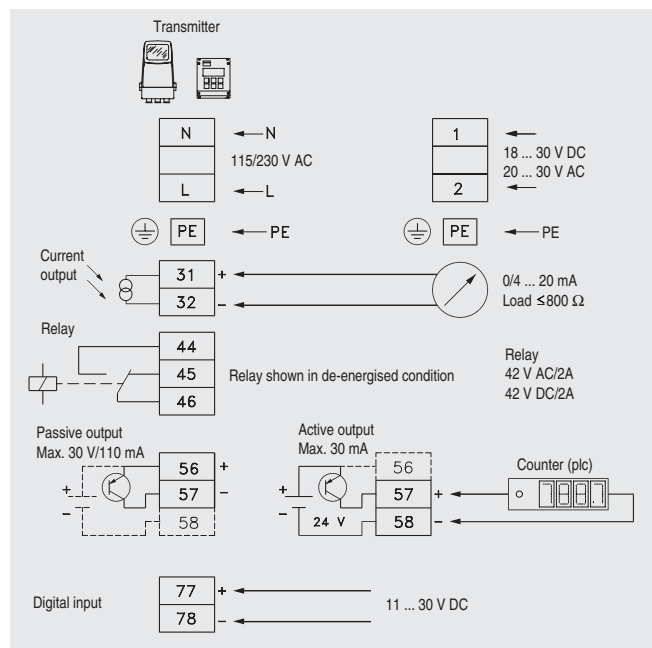 Transmitter
N
N
115/230 V AC
L
L
PE
PE
1
18 ... 30 V DC
20 ... 30 V AC
2
PE
PE
Current
output
31
+
32
–
0/4 ... 20 mA
Load ≤800 Ω
Relay
44
45
46
Relay shown in de-energised condition
Relay
42 V AC/2A
42 V DC/2A
Passive output
Max. 30 V/110 mA
+
–
56
+
57
–
58
Active output
Max. 30 mA
+
–
24 V
56
57
+
58
–
Counter (plc)
Digital input
77
+
78
–
11 ... 30 V DC